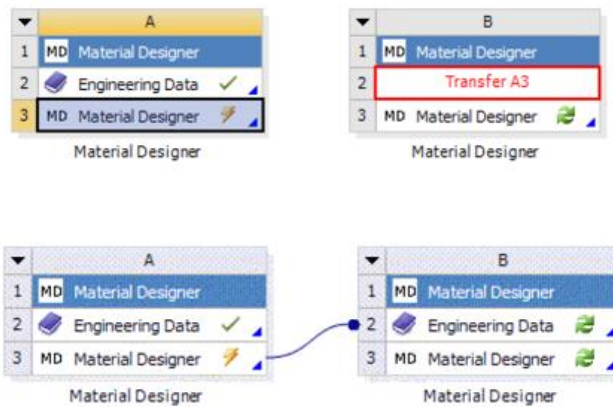 A
1 MD Material Designer
2 Engineering Data
3 MD Material Designer
Material Designer
B
1 MD Material Designer
2 Transfer A3
3 MD Material Designer
Material Designer
A
1 MD Material Designer
2 Engineering Data
3 MD Material Designer
Material Designer
B
1 MD Material Designer
2 Engineering Data
3 MD Material Designer
Material Designer